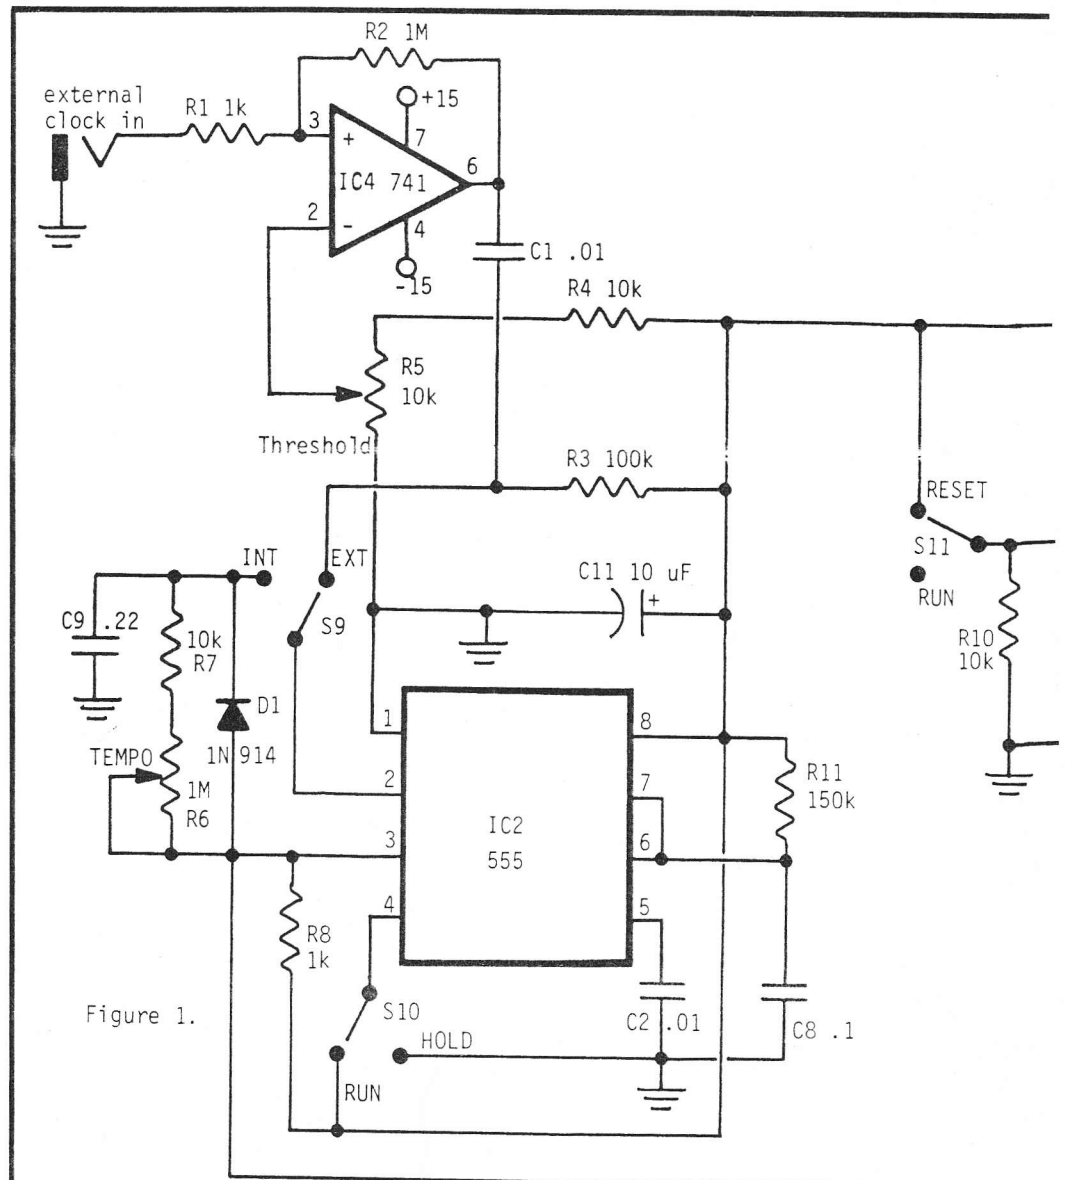 R2 1M
external
clock in
R1 1k
+15
3
+
7
6
IC4 741
2
-
4
-15
C1 .01
R4 10k
R5
10k
Threshold
R3 100k
RESET
S11
RUN
INT
EXT
C11 10 uF
+
C9 .22
10k
R7
S9
R10
10k
D1
1N914
TEMPO
1M
R6
1
8
2
7
R11
150k
IC2
555
3
6
4
5
R8
1k
S10
C2 .01
C8 .1
Figure 1.
HOLD
RUN